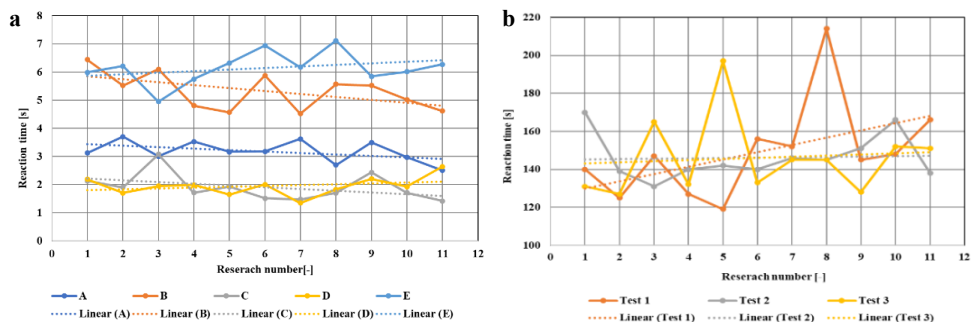 a
8
7
6
5
4
3
2
1
0
Reaction time [s]
0 1 2 3 4 5 6 7 8 9 10 11 12
Reserach number[-]
A B C D E
Linear (A) Linear (B) Linear (C) Linear (D) Linear (E)
b
220
200
180
160
140
120
100
Reaction time [s]
0 1 2 3 4 5 6 7 8 9 10 11 12
Reserach number [-]
Test 1 Test 2 Test 3
Linear (Test 1) Linear (Test 2) Linear (Test 3)